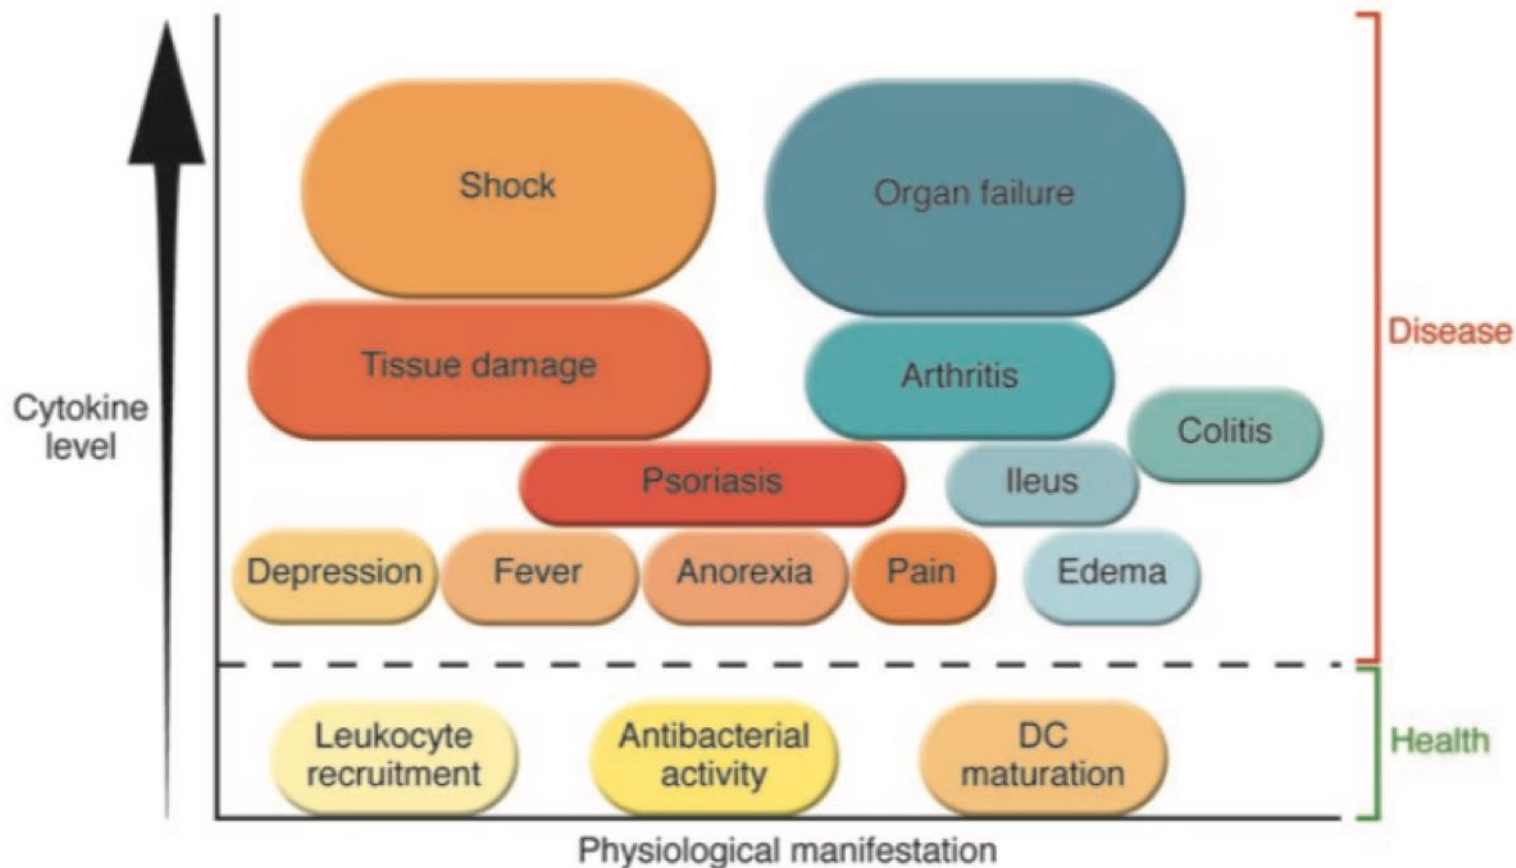 Shock
Organ failure
Disease
Tissue damage
Arthritis
Cytokine
level
Colitis
Psoriasis
Ileus
Depression
Fever
Anorexia
Pain
Edema
Leukocyte
recruitment
Antibacterial
activity
DC
maturation
Health
Physiological manifestation